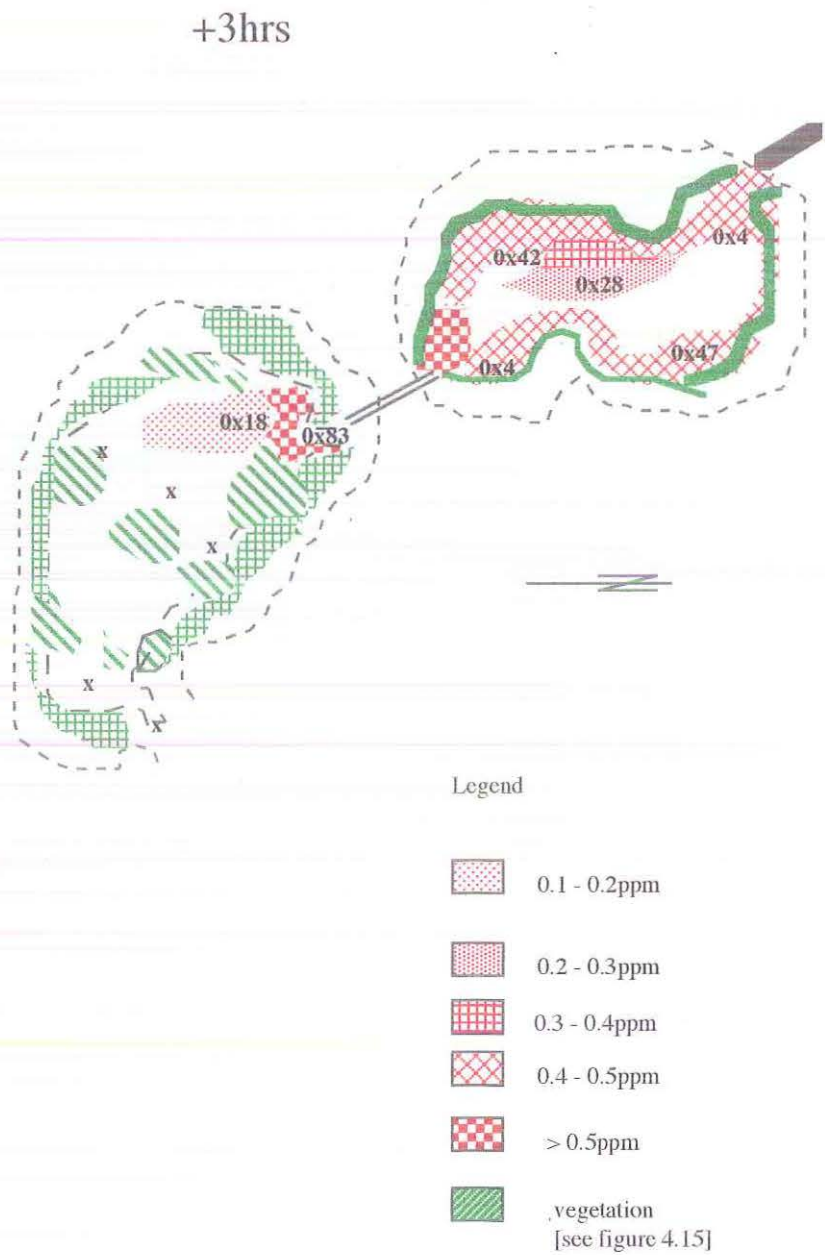 +3hrs
0x42
0x4
0x28
0x4
0x47
0x18
0x83
x
x
x
x
x
Legend
0.1 - 0.2ppm
0.2 - 0.3ppm
0.3 - 0.4ppm
0.4 - 0.5ppm
> 0.5ppm
vegetation
[see figure 4.15]